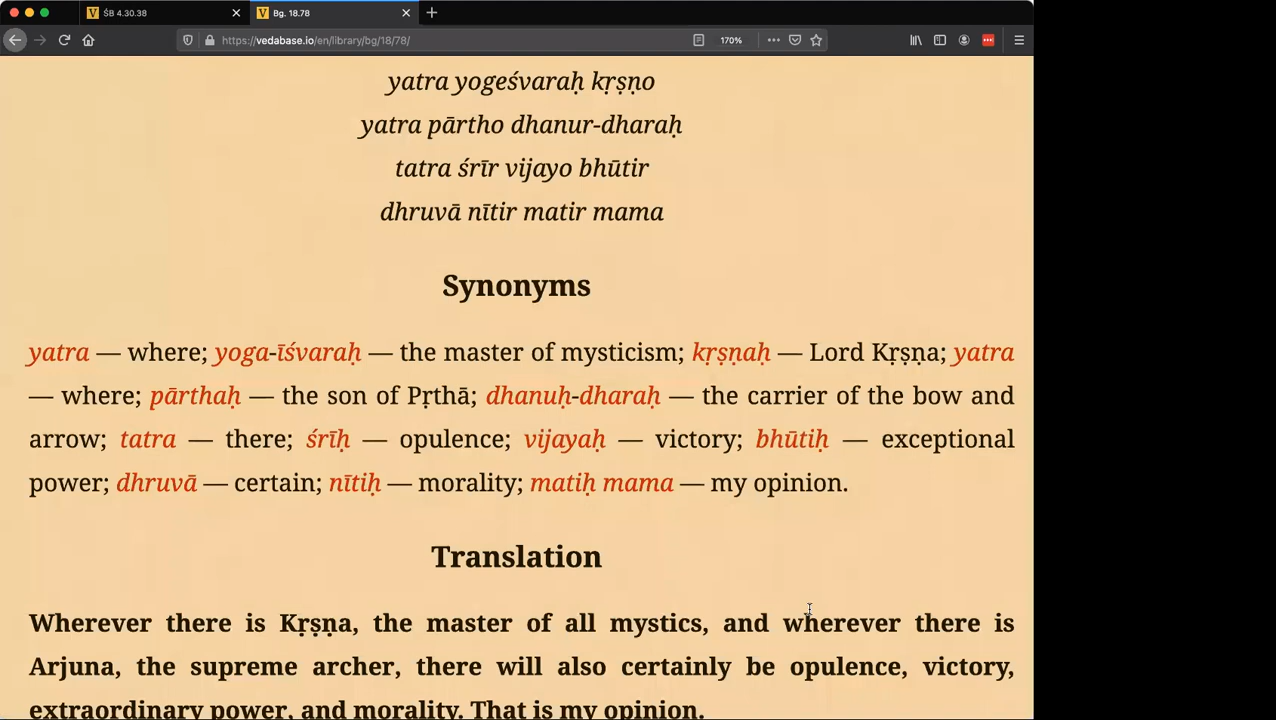 ŚB 4.30.38
Bg. 18.78
https://vedabase.io/en/library/bg/18/78/
170%
yatra yogeśvaraḥ kṛṣṇo
yatra pārtho dhanur-dharaḥ
tatra śrīr vijayo bhūtir
dhruvā nītir matir mama
Synonyms
yatra — where; yoga-īśvaraḥ — the master of mysticism; kṛṣṇaḥ — Lord Kṛṣṇa; yatra
— where; pārthaḥ — the son of Pṛthā; dhanuḥ-dharaḥ — the carrier of the bow and
arrow; tatra — there; śrīḥ — opulence; vijayaḥ — victory; bhūtiḥ — exceptional
power; dhruvā — certain; nītiḥ — morality; matiḥ mama — my opinion.
Translation
Wherever there is Kṛṣṇa, the master of all mystics, and wherever there is
Arjuna, the supreme archer, there will also certainly be opulence, victory,
extraordinary power, and morality. That is my opinion.